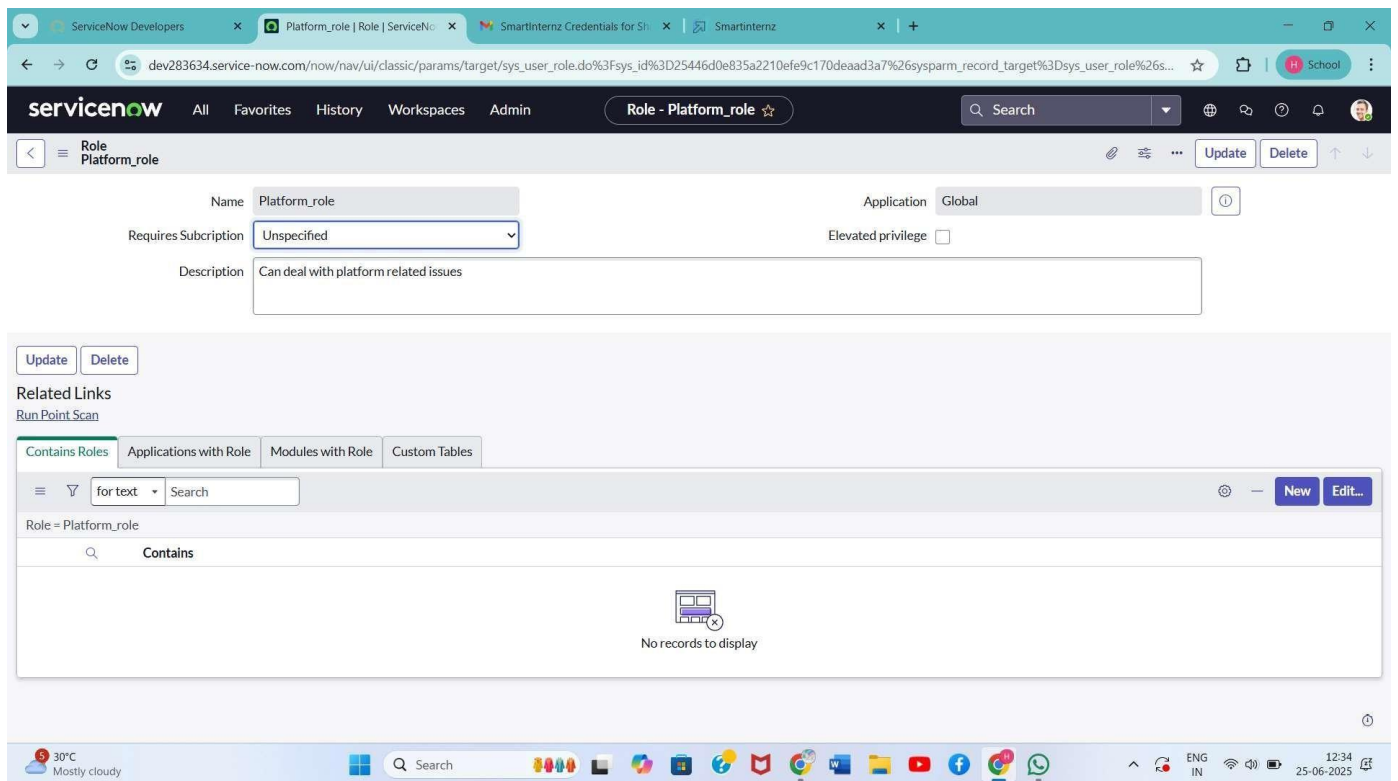 ServiceNow Developers
Platform_role | Role | ServiceNo
SmartInternz Credentials for Sh
Smartinternz
dev283634.service-now.com/now/nav/ui/classic/params/target/sys_user_role.do%3Fsys_id%3D25446d0e835a2210efe9c170deaad3a7%26sysparm_record_target%3Dsys_user_role%26s...
H School
servicenow All Favorites History Workspaces Admin Role - Platform_role Search
Role
Platform_role
Update Delete
Name Platform_role Application Global
Requires Subcription Unspecified Elevated privilege
Description Can deal with platform related issues
Update Delete
Related Links
Run Point Scan
Contains Roles Applications with Role Modules with Role Custom Tables
for text Search New Edit...
Role = Platform_role
Contains
No records to display
5 30°C
Mostly cloudy
Search
ENG
IN
12:34
25-06-2025